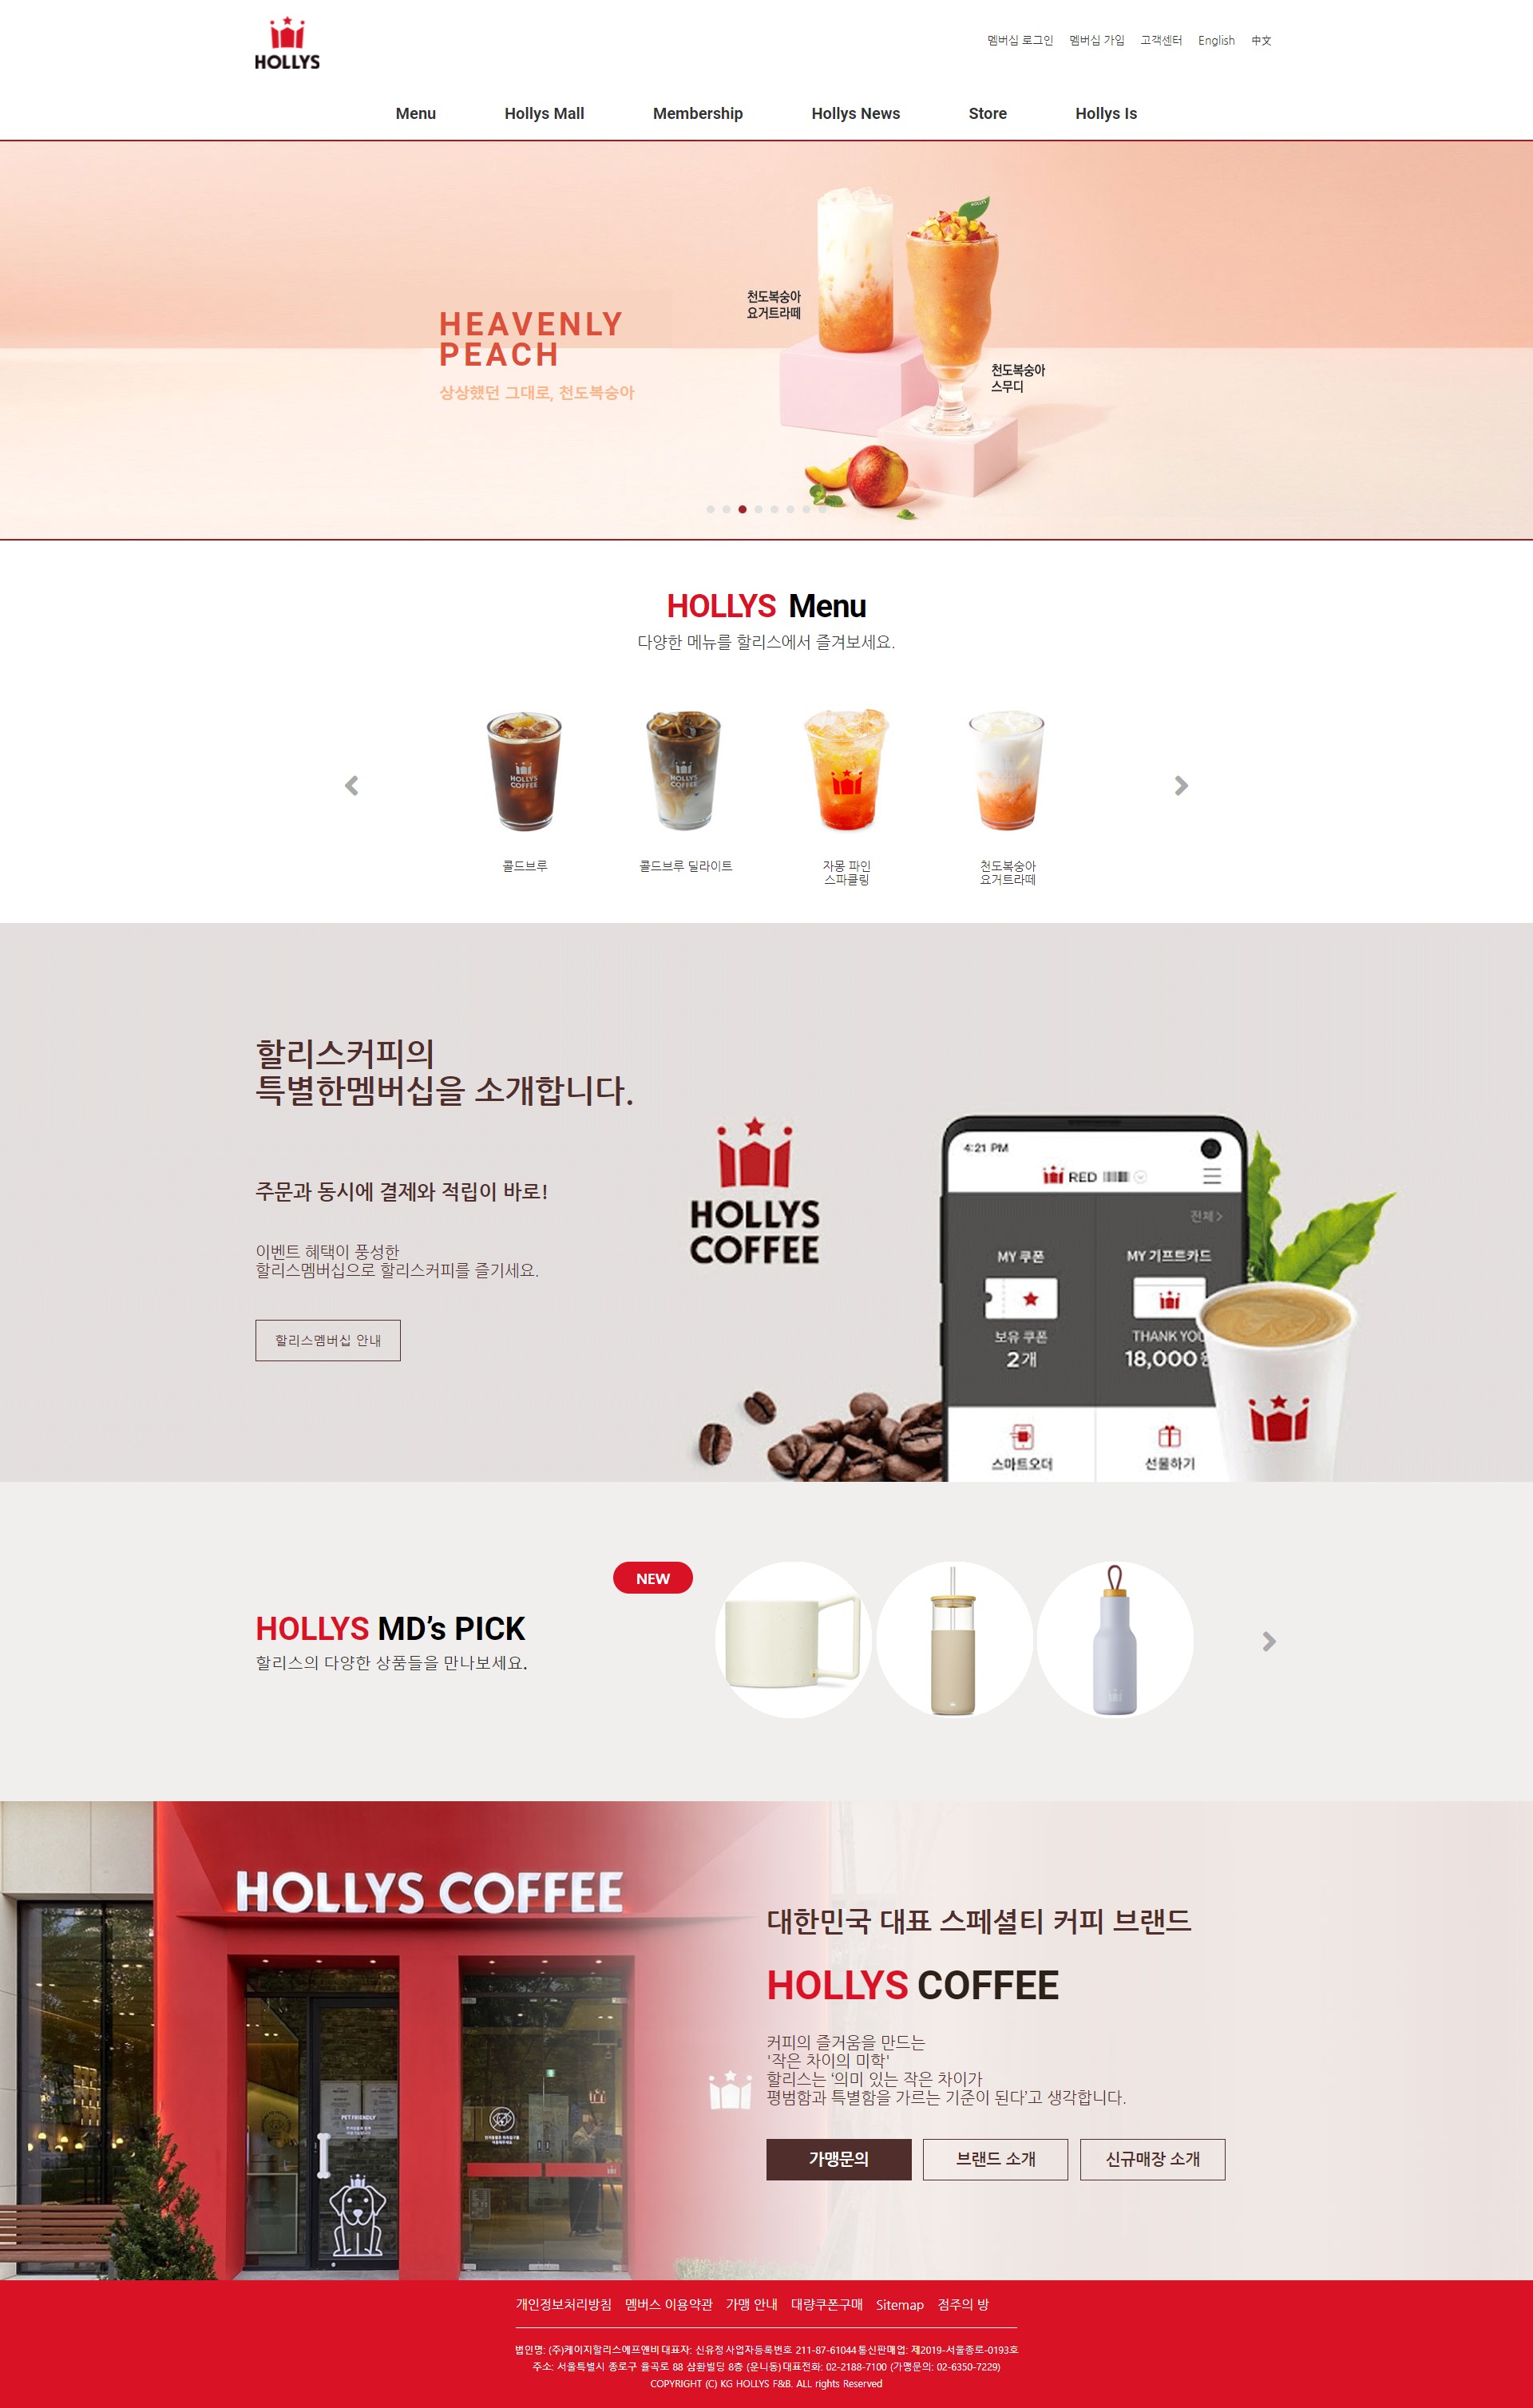 HOLLYS
멤버십 로그인 멤버십 가입 고객센터 English 中文
Menu Hollys Mall Membership Hollys News Store Hollys Is
HOLLYS
천도복숭아
요거트라떼
HEAVENLY
PEACH
상상했던 그대로, 천도복숭아
천도복숭아
스무디
HOLLYS Menu
다양한 메뉴를 할리스에서 즐겨보세요.
HOLLYS
COFFEE
HOLLYS
COFFEE
콜드브루
콜드브루 딜라이트
자몽 파인
스파클링
천도복숭아
요거트라떼
할리스커피의
특별한멤버십을 소개합니다.
주문과 동시에 결제와 적립이 바로!
이벤트 혜택이 풍성한
할리스멤버십으로 할리스커피를 즐기세요.
할리스멤버십 안내
HOLLYS
COFFEE
4:21 PM
RED
전체 >
MY 쿠폰
MY 기프트카드
보유 쿠폰
2개
THANK YOU
18,000
스마트오더
선물하기
NEW
HOLLYS MD’s PICK
할리스의 다양한 상품들을 만나보세요.
HOLLYS COFFEE
PET FRIENDLY
대한민국 대표 스페셜티 커피 브랜드
HOLLYS COFFEE
커피의 즐거움을 만드는
'작은 차이의 미학'
할리스는 ‘의미 있는 작은 차이가
평범함과 특별함을 가르는 기준이 된다’고 생각합니다.
가맹문의
브랜드 소개
신규매장 소개
개인정보처리방침 멤버스 이용약관 가맹 안내 대량쿠폰구매 Sitemap 점주의 방
법인명: (주)케이지할리스에프앤비 대표자: 신유정 사업자등록번호 211-87-61044 통신판매업: 제2019-서울종로-0193호
주소: 서울특별시 종로구 율곡로 88 삼환빌딩 8층 (운니동) 대표전화: 02-2188-7100 (가맹문의: 02-6350-7229)
COPYRIGHT (C) KG HOLLYS F&B. ALL rights Reserved